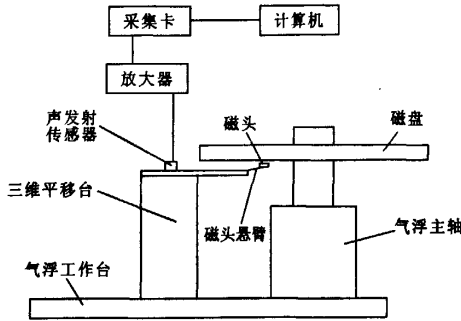 采集卡
计算机
放大器
声发射
传感器
磁头
磁盘
三维平移台
磁头悬臂
气浮主轴
气浮工作台